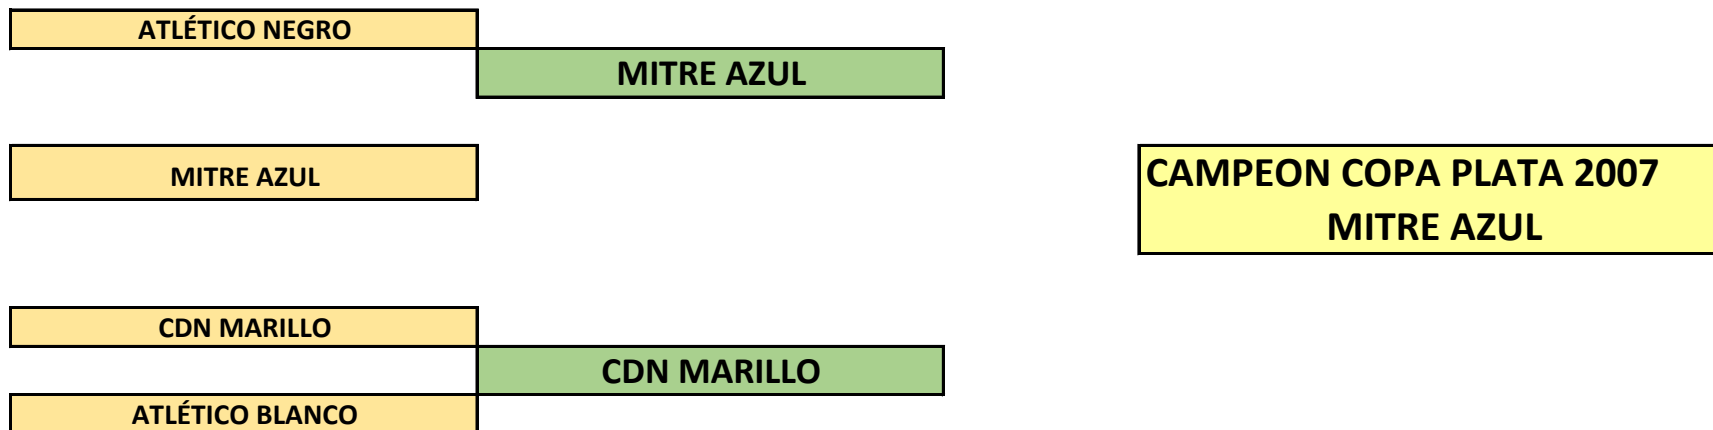 ATLÉTICO NEGRO
MITRE AZUL
MITRE AZUL
CAMPEON COPA PLATA 2007
MITRE AZUL
CDN MARILLO
CDN MARILLO
ATLÉTICO BLANCO